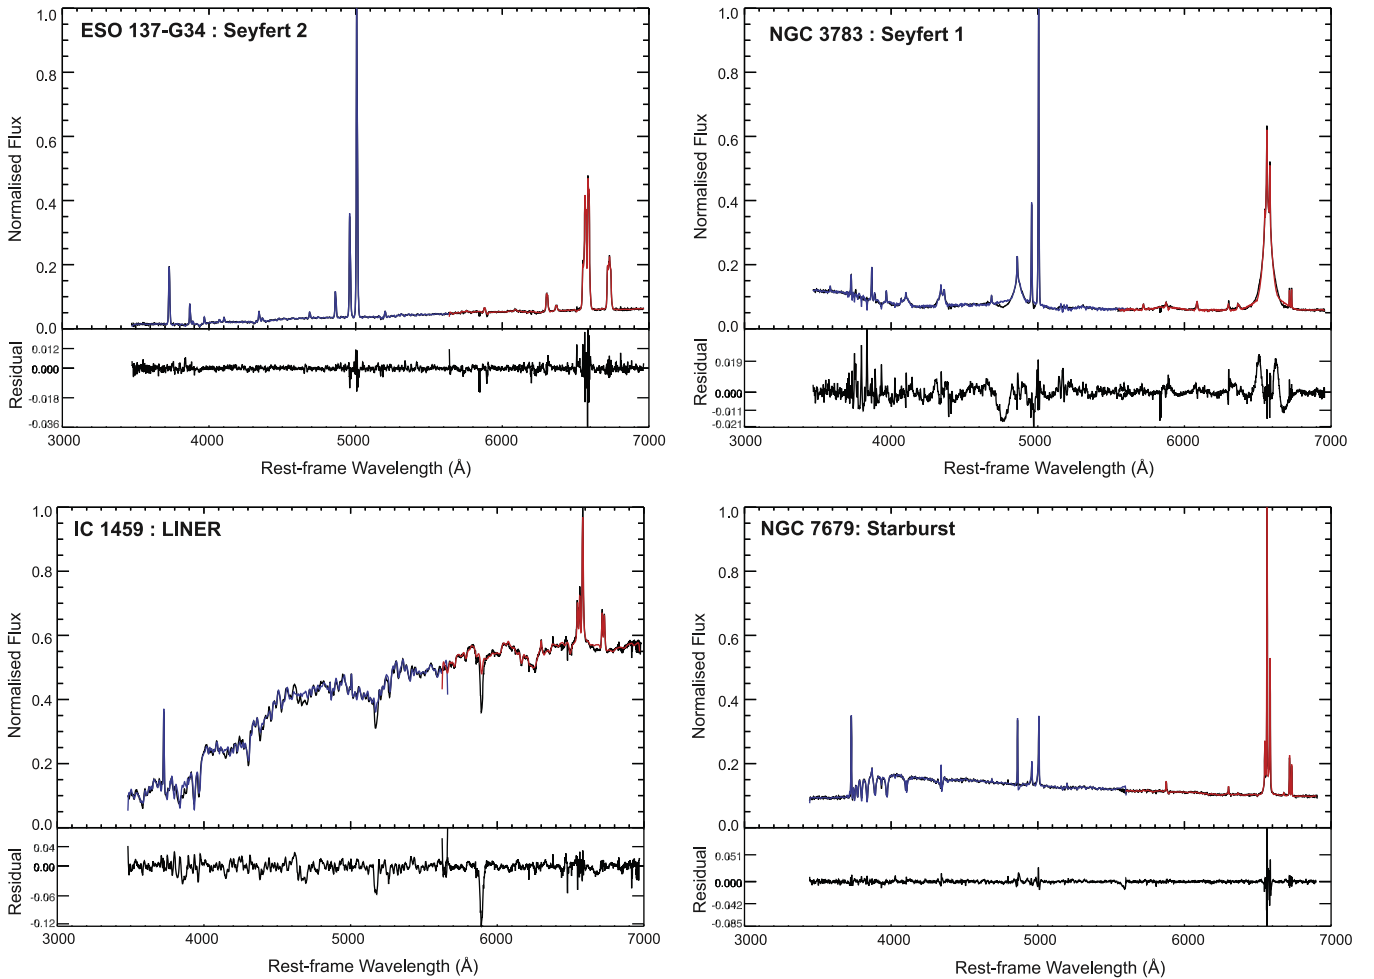 ESO 137-G34 : Seyfert 2
1.0
0.8
0.6
0.4
0.2
0.0
Normalised Flux
0.012
0.000
-0.018
-0.036
Residual
3000 4000 5000 6000 7000
Rest-frame Wavelength (Å)
NGC 3783 : Seyfert 1
1.0
0.8
0.6
0.4
0.2
0.0
Normalised Flux
0.019
0.000
-0.011
-0.021
Residual
3000 4000 5000 6000 7000
Rest-frame Wavelength (Å)
IC 1459 : LINER
1.0
0.8
0.6
0.4
0.2
0.0
Normalised Flux
0.04
0.00
-0.06
-0.12
Residual
3000 4000 5000 6000 7000
Rest-frame Wavelength (Å)
NGC 7679: Starburst
1.0
0.8
0.6
0.4
0.2
0.0
Normalised Flux
0.051
0.000
-0.042
-0.085
Residual
3000 4000 5000 6000 7000
Rest-frame Wavelength (Å)